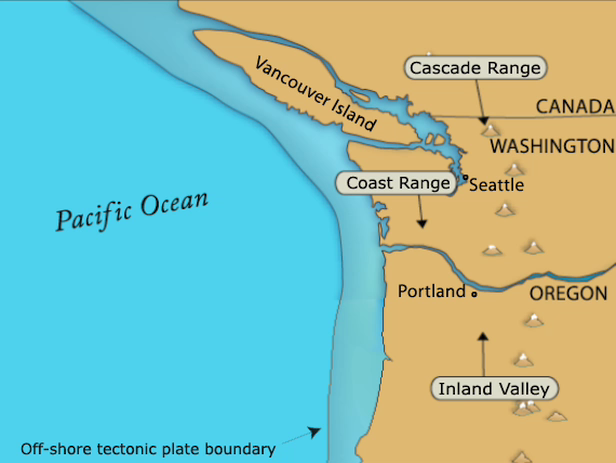 Cascade Range
Vancouver Island
CANADA
WASHINGTON
Coast Range
Seattle
Pacific Ocean
Portland
OREGON
Inland Valley
Off-shore tectonic plate boundary